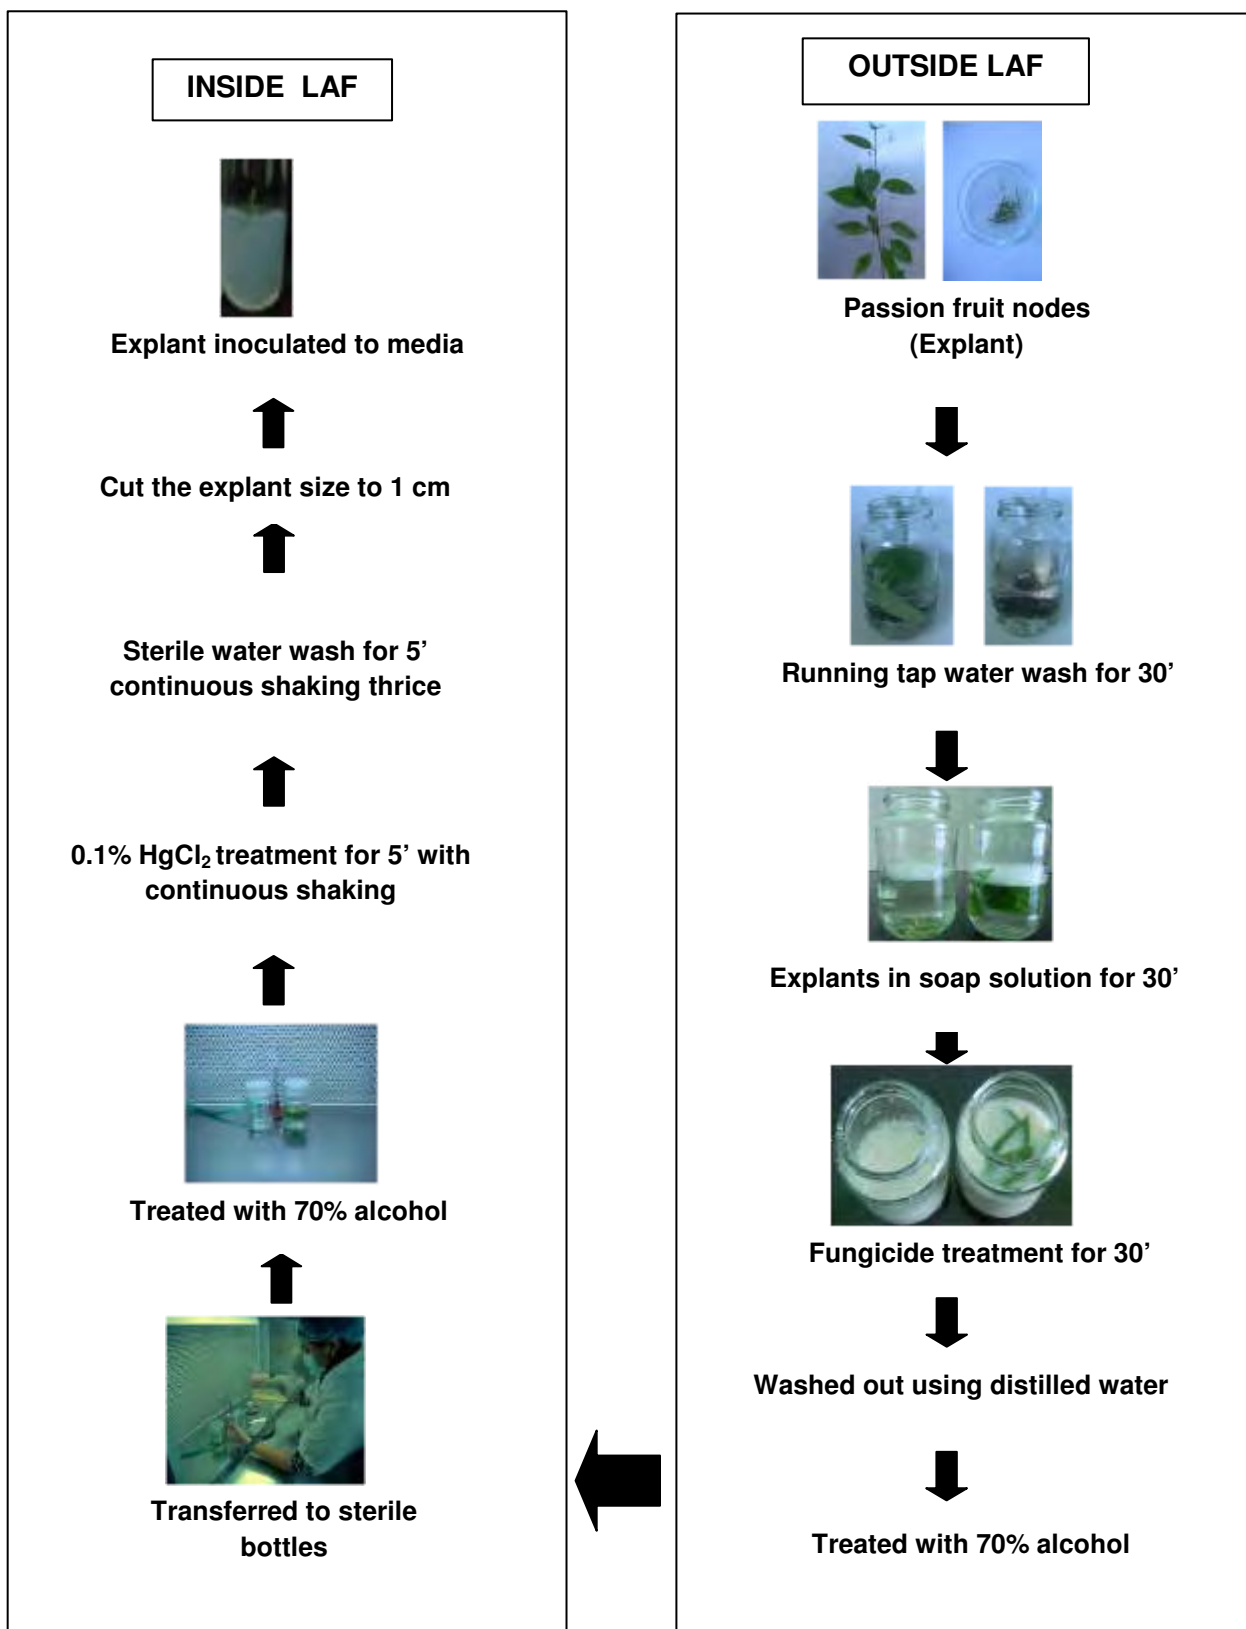 INSIDE LAF
Explant inoculated to media
Cut the explant size to 1 cm
Sterile water wash for 5’
continuous shaking thrice
0.1% HgCl₂ treatment for 5’ with
continuous shaking
Treated with 70% alcohol
Transferred to sterile
bottles
OUTSIDE LAF
Passion fruit nodes
(Explant)
Running tap water wash for 30’
Explants in soap solution for 30’
Fungicide treatment for 30’
Washed out using distilled water
Treated with 70% alcohol